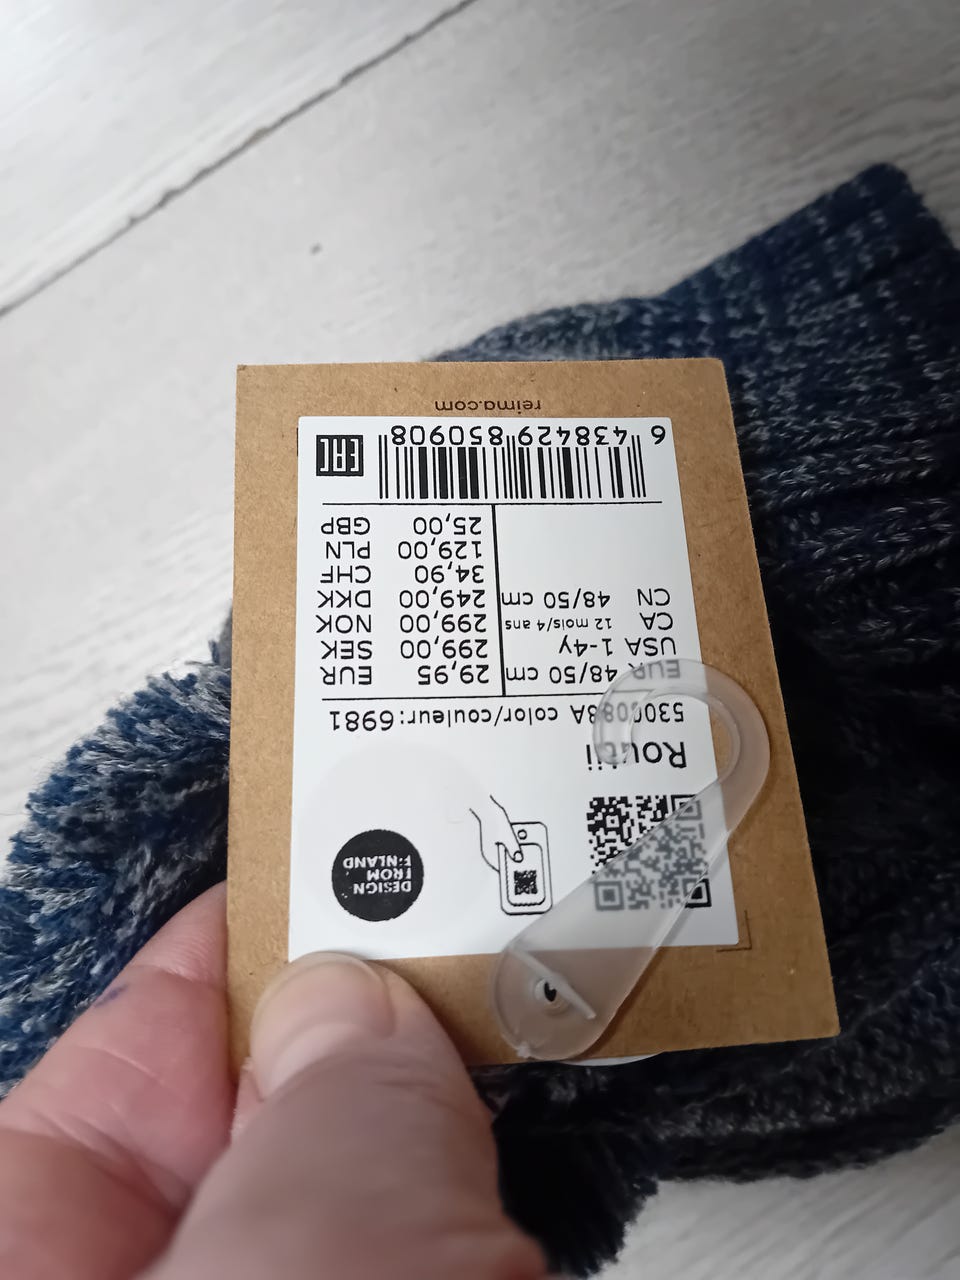 DESIGN
FROM
FINLAND
Routii
color/couleur:6981
EUR 48/50 cm
USA 1-4y
CA 12 mois/4 ans
CN 48/50 cm
29,95 EUR
299,00 SEK
299,00 NOK
249,00 DKK
34,90 CHF
129,00 PLN
25,00 GBP
6 438429 850908
EAC
reima.com